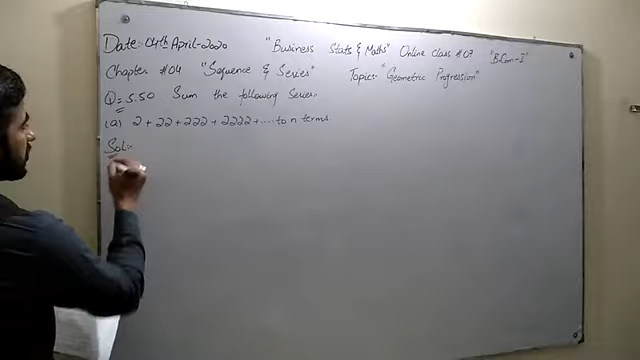 Date: 04th April-2020 "Business Stats & Maths" Online Class #07 "B.Com-I"
Chapter #04 "Sequence & Series" Topic:- "Geometric Progression"
Q=5.50 Sum the following Series:-
(a) 2 + 22 + 222 + 2222 + .... to n terms.
Sol:-